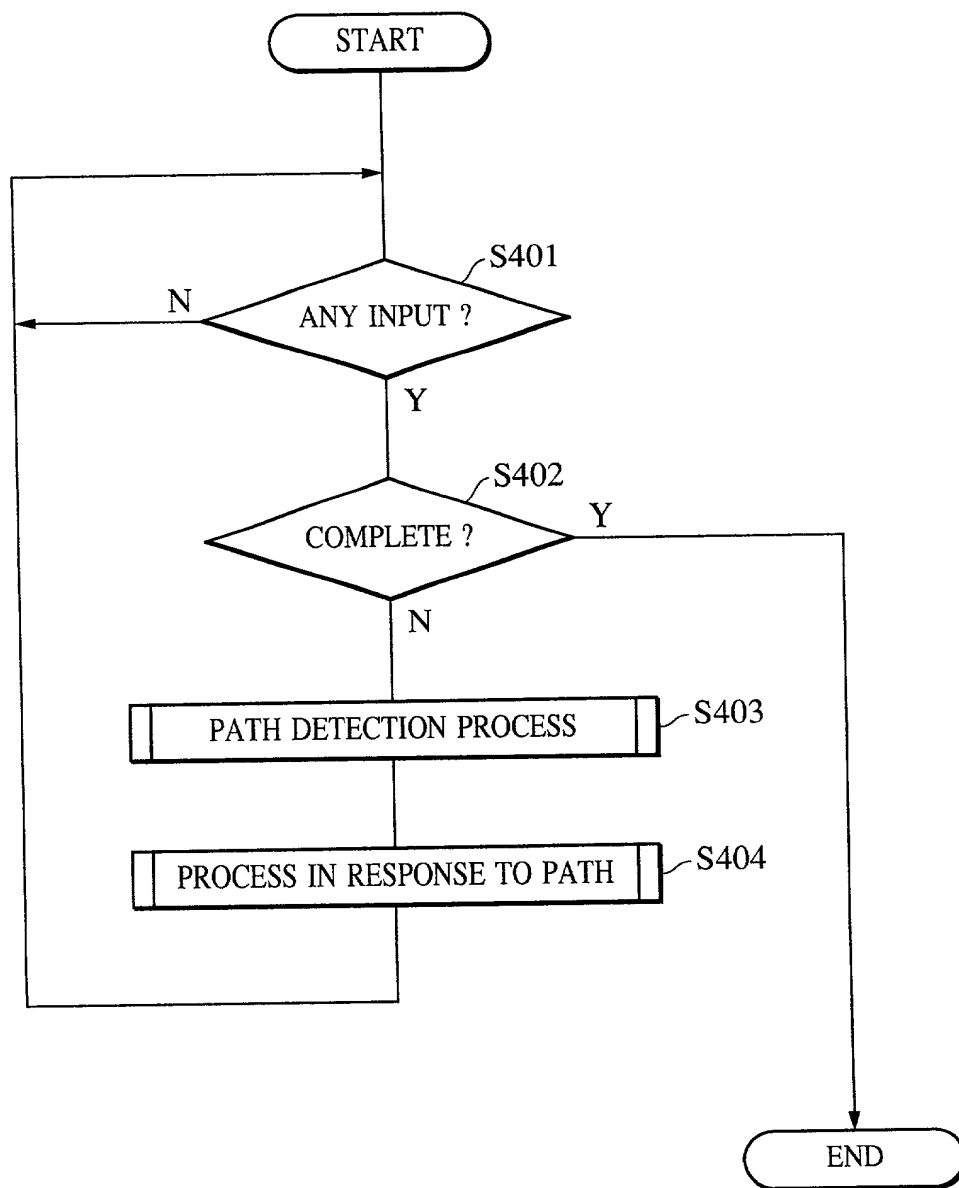 START
S401
N
ANY INPUT ?
Y
S402
Y
COMPLETE ?
N
PATH DETECTION PROCESS
S403
PROCESS IN RESPONSE TO PATH
S404
END